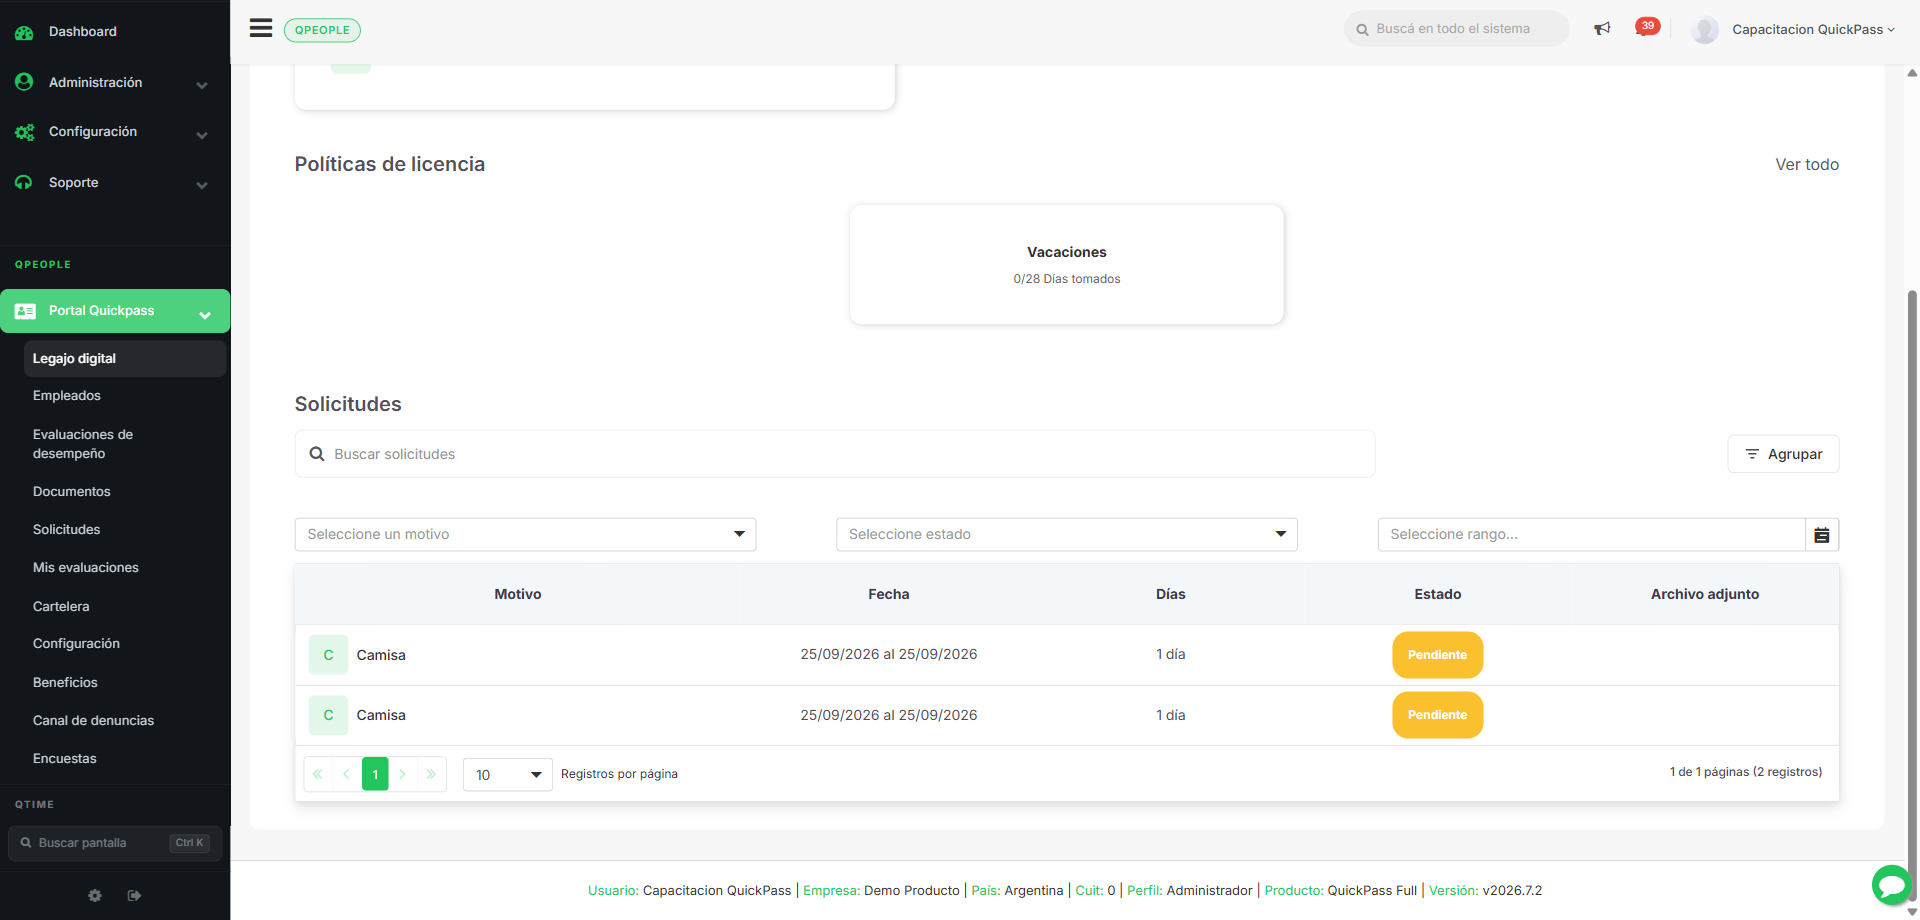 Dashboard
Administración
Configuración
Soporte
QPEOPLE
Portal Quickpass
Legajo digital
Empleados
Evaluaciones de
desempeño
Documentos
Solicitudes
Mis evaluaciones
Cartelera
Configuración
Beneficios
Canal de denuncias
Encuestas
QTIME
Buscar pantalla Ctrl K
QPEOPLE
Buscá en todo el sistema
39
Capacitacion QuickPass
Políticas de licencia
Ver todo
Vacaciones
0/28 Días tomados
Solicitudes
Buscar solicitudes
Agrupar
Seleccione un motivo
Seleccione estado
Seleccione rango...
Motivo Fecha Días Estado Archivo adjunto
C Camisa 25/09/2026 al 25/09/2026 1 día Pendiente
C Camisa 25/09/2026 al 25/09/2026 1 día Pendiente
« ‹ 1 › » 10 Registros por página 1 de 1 páginas (2 registros)
Usuario: Capacitacion QuickPass | Empresa: Demo Producto | País: Argentina | Cuit: 0 | Perfil: Administrador | Producto: QuickPass Full | Versión: v2026.7.2